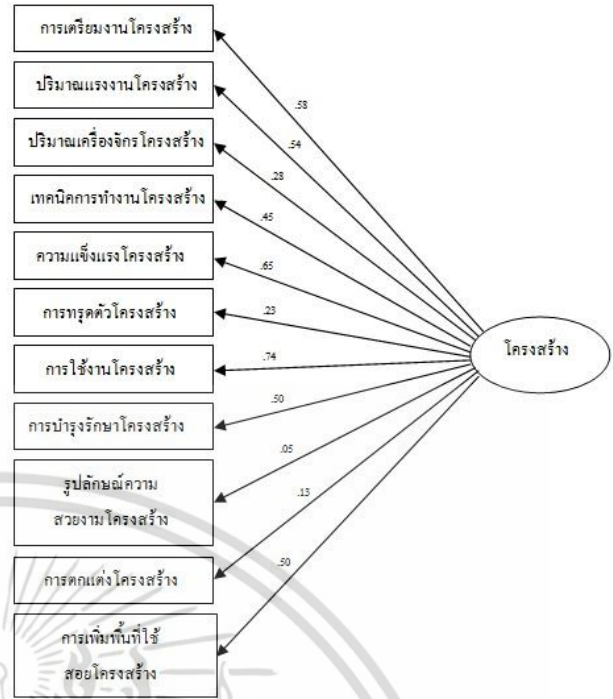 การเตรียมงานโครงสร้าง
.58
ปริมาณแรงงานโครงสร้าง
.54
ปริมาณเครื่องจักรโครงสร้าง
.28
เทคนิคการทำงานโครงสร้าง
.45
ความแข็งแรงโครงสร้าง
.65
การทรุดตัวโครงสร้าง
.23
โครงสร้าง
การใช้งานโครงสร้าง
.74
การบำรุงรักษาโครงสร้าง
.50
รูปลักษณ์ความ
สวยงามโครงสร้าง
.05
การตกแต่งโครงสร้าง
.13
การเพิ่มพื้นที่ใช้
สอยโครงสร้าง
.50